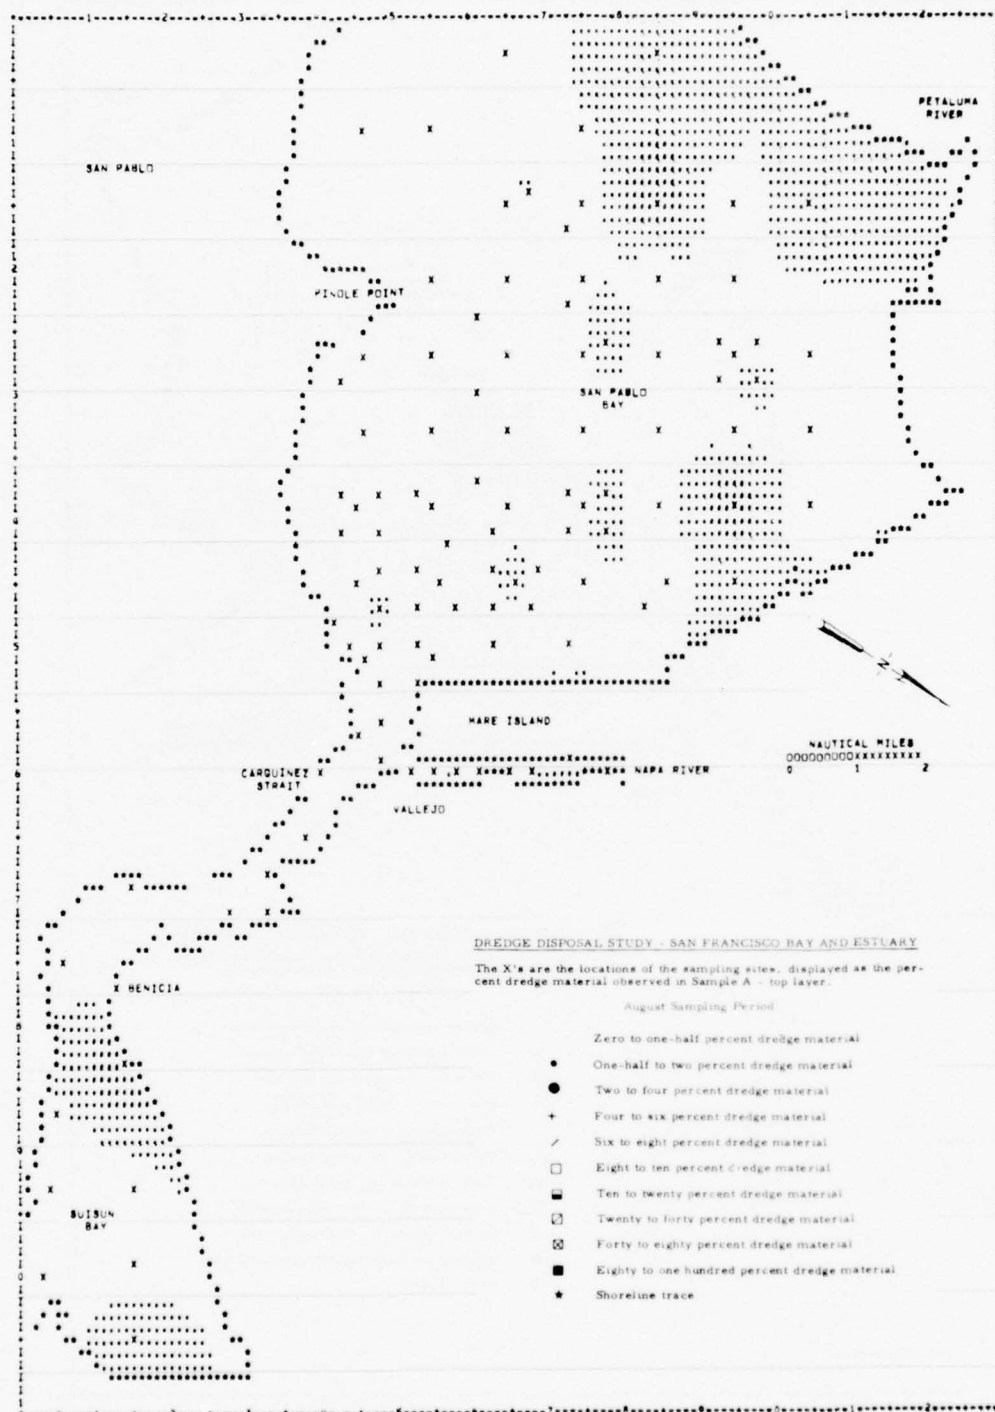 PETALUMA
RIVER
SAN PABLO
PINOLE POINT
SAN PABLO
BAY
MARE ISLAND
NAUTICAL MILES
0000000000XXXXXXXXXX
0 1 2
CARQUINEZ
STRAIT
NAPA RIVER
VALLEJO
DREDGE DISPOSAL STUDY - SAN FRANCISCO BAY AND ESTUARY
The X's are the locations of the sampling sites, displayed as the per-
cent dredge material observed in Sample A - top layer.
August Sampling Period
BENICIA
Zero to one-half percent dredge material
One-half to two percent dredge material
Two to four percent dredge material
Four to six percent dredge material
Six to eight percent dredge material
Eight to ten percent dredge material
Ten to twenty percent dredge material
Twenty to forty percent dredge material
Forty to eighty percent dredge material
Eighty to one hundred percent dredge material
Shoreline trace
SUISUN
BAY